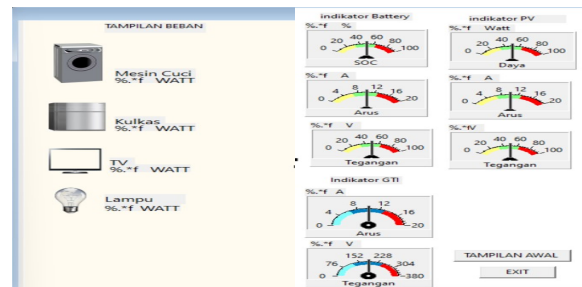 TAMPILAN BEBAN
Mesin Cuci
%.*f WATT
Kulkas
%.*f WATT
TV
%.*f WATT
Lampu
%.*f WATT
indikator Battery
%.*f %
0 20 40 60 80 100
SOC
%.*f A
0 4 8 12 16 20
Arus
%.*f V
0 20 40 60 80 100
Tegangan
indikator PV
%.*f Watt
0 20 40 60 80 100
Daya
%.*f A
0 4 8 12 16 20
Arus
%.*fV
0 20 40 60 80 100
Tegangan
Indikator GTI
%.*f A
0 4 8 12 16 20
Arus
%.*f V
0 76 152 228 304 380
Tegangan
TAMPILAN AWAL
EXIT